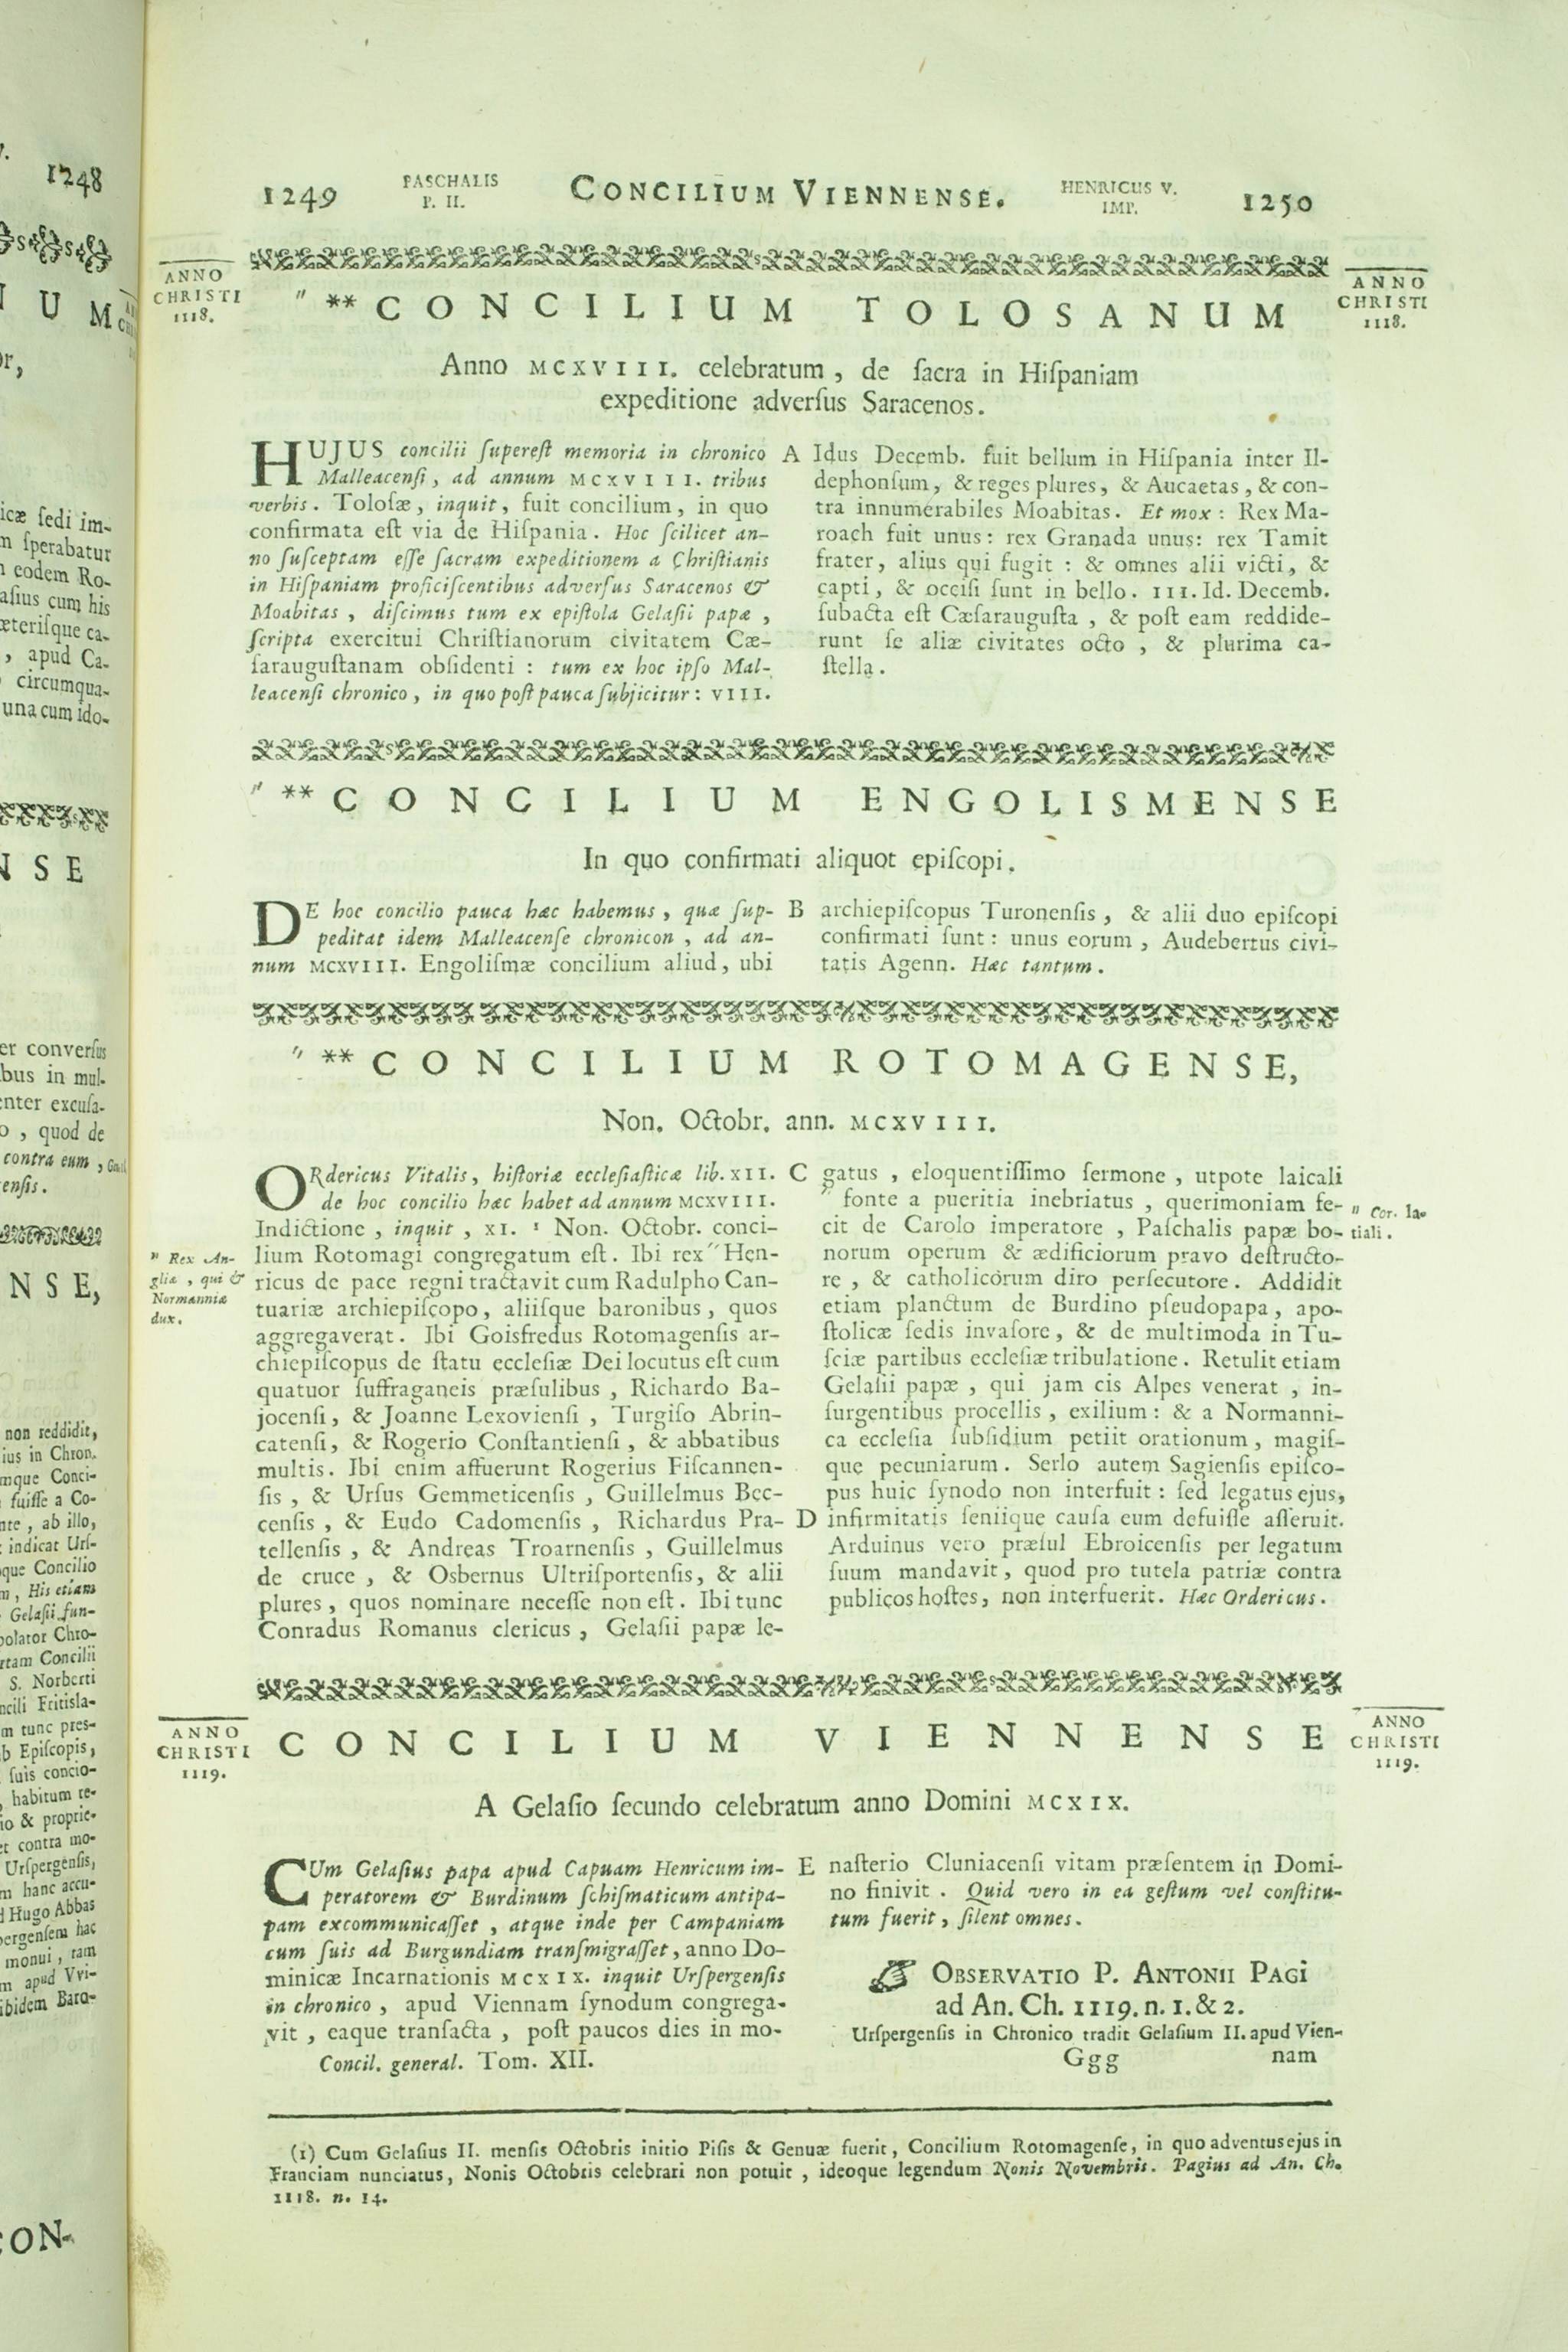 1249
PASCHALIS
P. II.
CONCILIUM VIENNENSE.
HENRICUS V.
IMP.
1250
ANNO
CHRISTI
1118.
" ** CONCILIUM TOLOSANUM
ANNO
CHRISTI
1118.
Anno MCXVIII. celebratum, de ſacra in Hiſpaniam
expeditione adverſus Saracenos.
HUJUS concilii ſupereſt memoria in chronico
Malleacenſi, ad annum MCXVIII. tribus
verbis. Toloſæ, inquit, fuit concilium, in quo
confirmata eſt via de Hiſpania. Hoc ſcilicet an-
no ſuſceptam eſſe ſacram expeditionem a Chriſtianis
in Hiſpaniam proficiſcentibus adverſus Saracenos &
Moabitas, diſcimus tum ex epiſtola Gelaſii papæ,
ſcripta exercitui Chriſtianorum civitatem Cæ-
ſarauguſtanam obſidenti: tum ex hoc ipſo Mal-
leacenſi chronico, in quo poſt pauca ſubjicitur: VIII.
A Idus Decemb. fuit bellum in Hiſpania inter Il-
dephonſum, & reges plures, & Aucaetas, & con-
tra innumerabiles Moabitas. Et mox: Rex Ma-
roach fuit unus: rex Granada unus: rex Tamit
frater, alius qui fugit: & omnes alii victi, &
capti, & occiſi ſunt in bello. III. Id. Decemb.
ſubacta eſt Cæſarauguſta, & poſt eam reddide-
runt ſe aliæ civitates octo, & plurima ca-
ſtella.
" ** CONCILIUM ENGOLISMENSE
In quo confirmati aliquot epiſcopi.
DE hoc concilio pauca hæc habemus, quæ ſup-
peditat idem Malleacenſe chronicon, ad an-
num MCXVIII. Engoliſmæ concilium aliud, ubi
B archiepiſcopus Turonenſis, & alii duo epiſcopi
confirmati ſunt: unus eorum, Audebertus civi-
tatis Agenn. Hæc tantum.
" ** CONCILIUM ROTOMAGENSE,
Non. Octobr. ann. MCXVIII.
ORdericus Vitalis, hiſtoriæ eccleſiaſticæ lib. XII.
de hoc concilio hæc habet ad annum MCXVIII.
Indictione, inquit, XI. ¹ Non. Octobr. conci-
lium Rotomagi congregatum eſt. Ibi rex " Hen-
ricus de pace regni tractavit cum Radulpho Can-
tuariæ archiepiſcopo, aliiſque baronibus, quos
aggregaverat. Ibi Goisfredus Rotomagenſis ar-
chiepiſcopus de ſtatu eccleſiæ Dei locutus eſt cum
quatuor ſuffraganeis præſulibus, Richardo Ba-
jocenſi, & Joanne Lexovienſi, Turgiſo Abrin-
catenſi, & Rogerio Conſtantienſi, & abbatibus
multis. Ibi enim affuerunt Rogerius Fiſcannen-
ſis, & Urſus Gemmeticenſis, Guillelmus Bec-
cenſis, & Eudo Cadomenſis, Richardus Pra-
tellenſis, & Andreas Troarnenſis, Guillelmus
de cruce, & Osbernus Ultriſportenſis, & alii
plures, quos nominare neceſſe non eſt. Ibi tunc
Conradus Romanus clericus, Gelaſii papæ le-
" Rex An-
gliæ, qui &
Normanniæ
dux.
C gatus, eloquentiſſimo ſermone, utpote laicali
" fonte a pueritia inebriatus, querimoniam fe-
cit de Carolo imperatore, Paſchalis papæ bo-
norum operum & ædificiorum pravo deſtructo-
re, & catholicorum diro perſecutore. Addidit
etiam planctum de Burdino pſeudopapa, apo-
ſtolicæ ſedis invaſore, & de multimoda in Tu-
ſciæ partibus eccleſiæ tribulatione. Retulit etiam
Gelaſii papæ, qui jam cis Alpes venerat, in-
ſurgentibus procellis, exilium: & a Normanni-
ca eccleſia ſubſidium petiit orationum, magiſ-
que pecuniarum. Serlo autem Sagienſis epiſco-
pus huic ſynodo non interfuit: ſed legatus ejus,
D infirmitatis ſeniique cauſa eum defuiſſe aſſeruit.
Arduinus vero præſul Ebroicenſis per legatum
ſuum mandavit, quod pro tutela patriæ contra
publicos hoſtes, non interfuerit. Hæc Ordericus.
" Cor. la-
tiali.
ANNO
CHRISTI
1119.
CONCILIUM VIENNENSE
ANNO
CHRISTI
1119.
A Gelaſio ſecundo celebratum anno Domini MCXIX.
CUm Gelaſius papa apud Capuam Henricum im-
peratorem & Burdinum ſchiſmaticum antipa-
pam excommunicaſſet, atque inde per Campaniam
cum ſuis ad Burgundiam tranſmigraſſet, anno Do-
minicæ Incarnationis MCXIX. inquit Urſpergenſis
in chronico, apud Viennam ſynodum congrega-
vit, eaque tranſacta, poſt paucos dies in mo-
Concil. general. Tom. XII.
E naſterio Cluniacenſi vitam præſentem in Domi-
no finivit. Quid vero in ea geſtum vel conſtitu-
tum fuerit, ſilent omnes.
☞ OBSERVATIO P. ANTONII PAGI
ad An. Ch. 1119. n. 1. & 2.
Urſpergenſis in Chronico tradit Gelaſium II. apud Vien-
Ggg
nam
(1) Cum Gelaſius II. menſis Octobris initio Piſis & Genuæ fuerit, Concilium Rotomagenſe, in quo adventus ejus in
Franciam nunciatus, Nonis Octobris celebrari non potuit, ideoque legendum Nonis Novembris. Pagius ad An. Ch.
1118. n. 14.